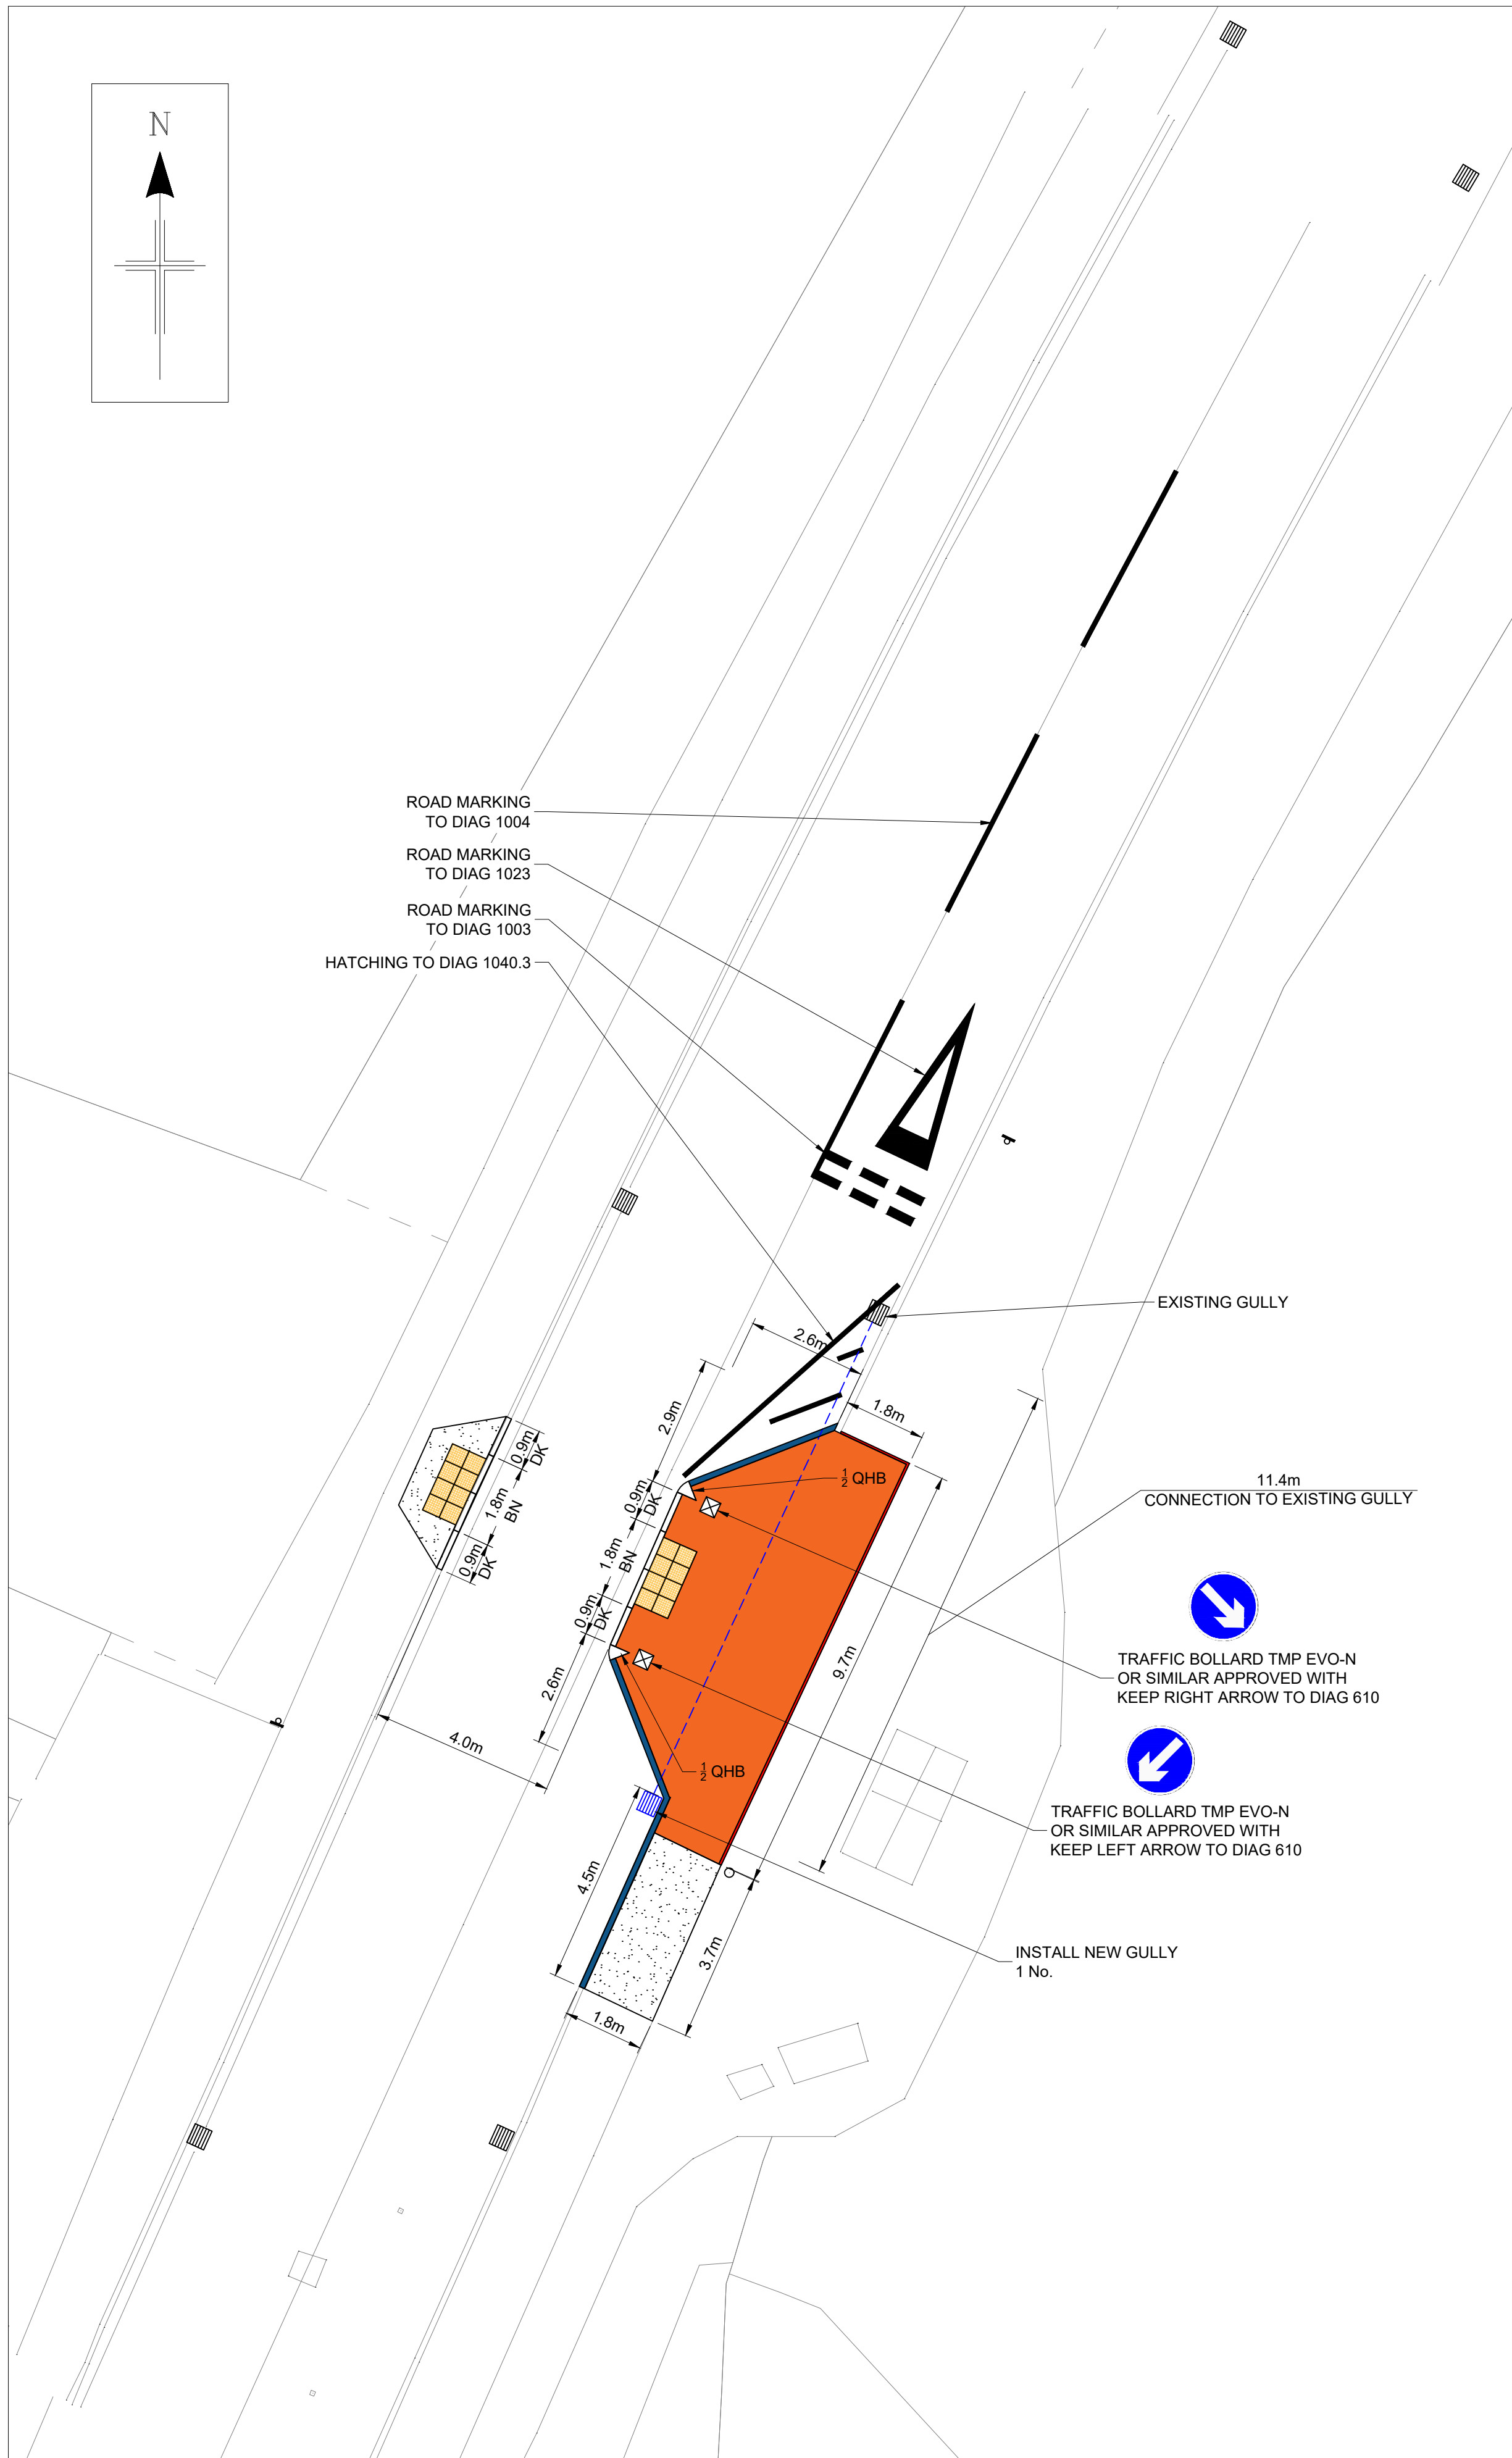 N
ROAD MARKING
TO DIAG 1004
ROAD MARKING
TO DIAG 1023
ROAD MARKING
TO DIAG 1003
HATCHING TO DIAG 1040.3
EXISTING GULLY
2.6m
1.8m
2.9m
0.9m
DK
1.8m
BN
0.9m
DK
½ QHB
0.9m
DK
1.8m
BN
0.9m
DK
11.4m
CONNECTION TO EXISTING GULLY
9.7m
2.6m
4.0m
½ QHB
TRAFFIC BOLLARD TMP EVO-N
OR SIMILAR APPROVED WITH
KEEP RIGHT ARROW TO DIAG 610
TRAFFIC BOLLARD TMP EVO-N
OR SIMILAR APPROVED WITH
KEEP LEFT ARROW TO DIAG 610
4.5m
3.7m
INSTALL NEW GULLY
1 No.
1.8m